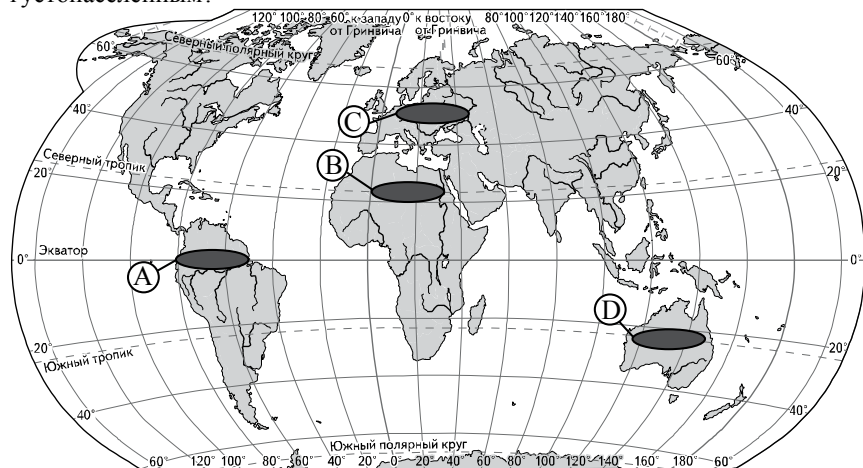 густонаселенным?
120° 100° 80° 60° к западу 0° к востоку 80° 100° 120° 140° 160° 180°
от Гринвича от Гринвича
Северный полярный круг
60° 60°
40° 40°
C
Северный тропик
B
20° 20°
Экватор
0° 0°
A
D
20° 20°
Южный тропик
40° 40°
Южный полярный круг
60° 120° 100° 80° 60° 40° 20° 0° 20° 40° 60° 80° 100° 120° 140° 160° 180° 60°